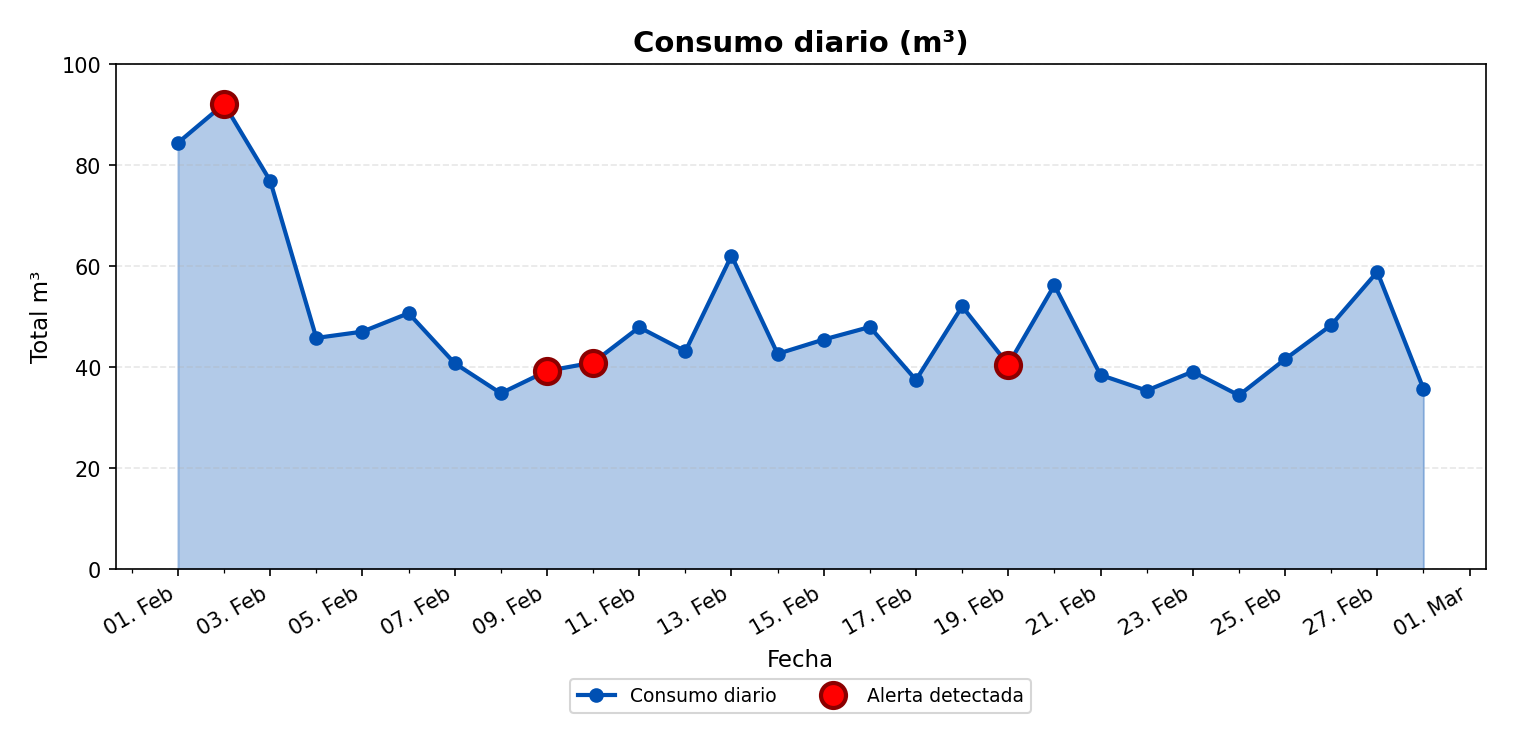 Consumo diario (m³)
100
80
60
40
20
0
Total m³
01. Feb
03. Feb
05. Feb
07. Feb
09. Feb
11. Feb
13. Feb
15. Feb
17. Feb
19. Feb
21. Feb
23. Feb
25. Feb
27. Feb
01. Mar
Fecha
Consumo diario
Alerta detectada